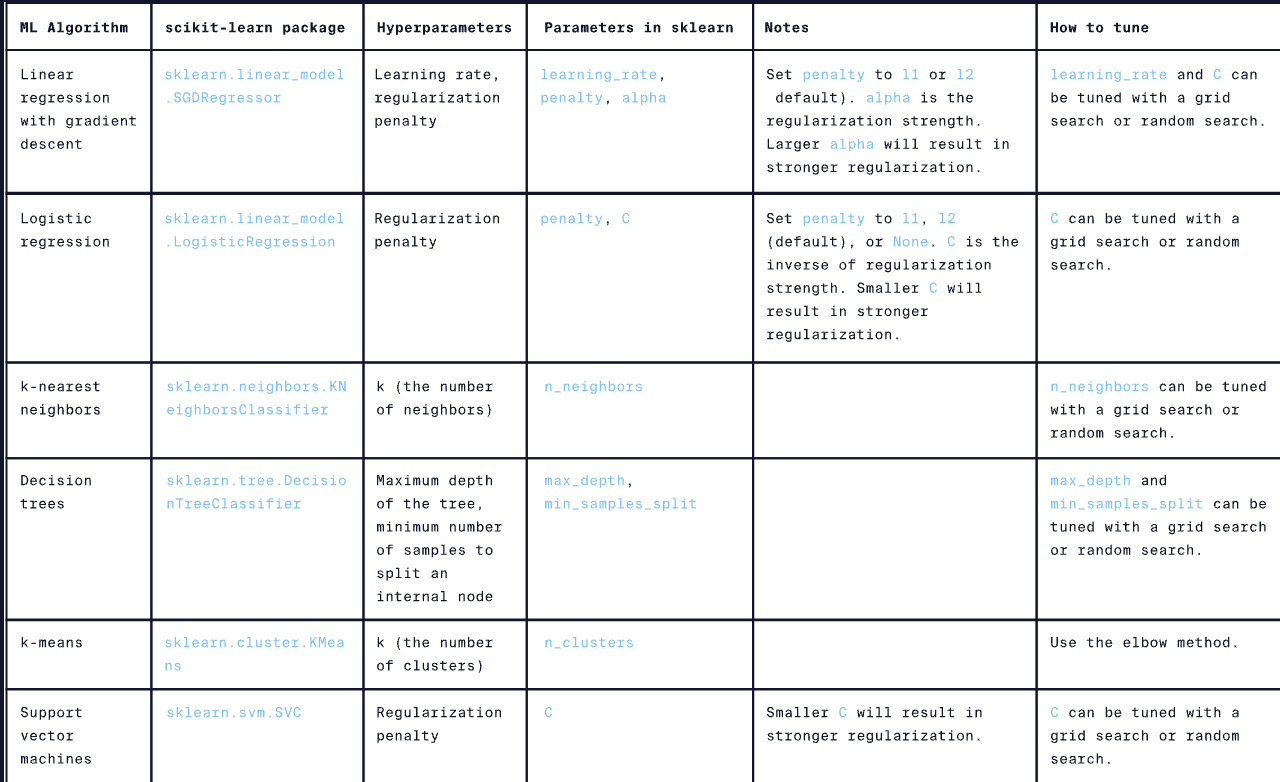 ML Algorithm
scikit-learn package
Hyperparameters
Parameters in sklearn
Notes
How to tune
Linear
regression
with gradient
descent
sklearn.linear_model
.SGDRegressor
Learning rate,
regularization
penalty
learning_rate,
penalty, alpha
Set penalty to l1 or l2
default). alpha is the
regularization strength.
Larger alpha will result in
stronger regularization.
learning_rate and C can
be tuned with a grid
search or random search.
Logistic
regression
sklearn.linear_model
.LogisticRegression
Regularization
penalty
penalty, C
Set penalty to l1, l2
(default), or None. C is the
inverse of regularization
strength. Smaller C will
result in stronger
regularization.
C can be tuned with a
grid search or random
search.
k-nearest
neighbors
sklearn.neighbors.KN
eighborsClassifier
k (the number
of neighbors)
n_neighbors
n_neighbors can be tuned
with a grid search or
random search.
Decision
trees
sklearn.tree.Decisio
nTreeClassifier
Maximum depth
of the tree,
minimum number
of samples to
split an
internal node
max_depth,
min_samples_split
max_depth and
min_samples_split can be
tuned with a grid search
or random search.
k-means
sklearn.cluster.KMea
ns
k (the number
of clusters)
n_clusters
Use the elbow method.
Support
vector
machines
sklearn.svm.SVC
Regularization
penalty
C
Smaller C will result in
stronger regularization.
C can be tuned with a
grid search or random
search.